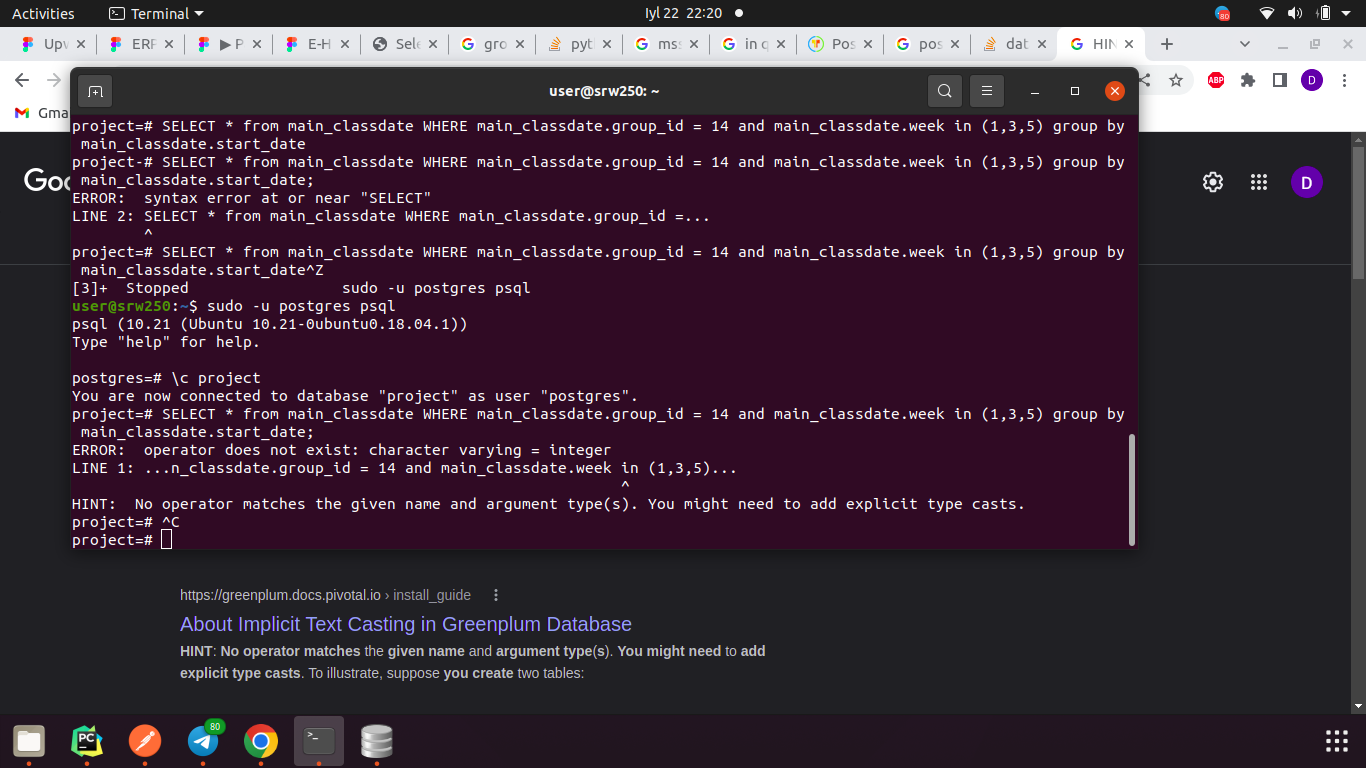 Activities
Terminal
Iyl 22 22:20
80
Upw
ERF
▶ P
E-H
Sele
gro
pytl
mss
in q
Pos
pos
dat
HIN
user@srw250: ~
ABP
D
Gma
Goo
D
project=# SELECT * from main_classdate WHERE main_classdate.group_id = 14 and main_classdate.week in (1,3,5) group by
main_classdate.start_date
project-# SELECT * from main_classdate WHERE main_classdate.group_id = 14 and main_classdate.week in (1,3,5) group by
main_classdate.start_date;
ERROR:  syntax error at or near "SELECT"
LINE 2: SELECT * from main_classdate WHERE main_classdate.group_id =...
^
project=# SELECT * from main_classdate WHERE main_classdate.group_id = 14 and main_classdate.week in (1,3,5) group by
main_classdate.start_date^Z
[3]+  Stopped                 sudo -u postgres psql
user@srw250:~$ sudo -u postgres psql
psql (10.21 (Ubuntu 10.21-0ubuntu0.18.04.1))
Type "help" for help.
postgres=# \c project
You are now connected to database "project" as user "postgres".
project=# SELECT * from main_classdate WHERE main_classdate.group_id = 14 and main_classdate.week in (1,3,5) group by
main_classdate.start_date;
ERROR:  operator does not exist: character varying = integer
LINE 1: ...n_classdate.group_id = 14 and main_classdate.week in (1,3,5)...
^
HINT:  No operator matches the given name and argument type(s). You might need to add explicit type casts.
project=# ^C
project=#
https://greenplum.docs.pivotal.io › install_guide
About Implicit Text Casting in Greenplum Database
HINT: No operator matches the given name and argument type(s). You might need to add
explicit type casts. To illustrate, suppose you create two tables:
PC
80
>_